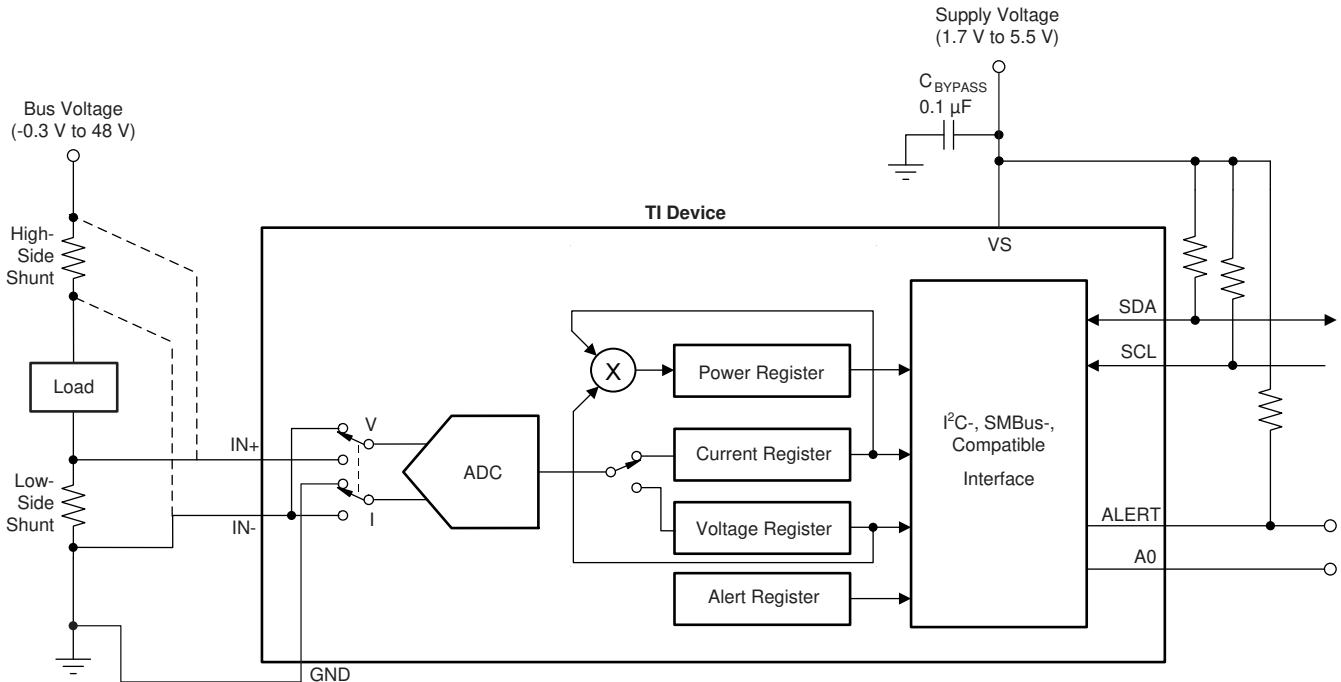 Supply Voltage
(1.7 V to 5.5 V)
C_BYPASS
0.1 µF
Bus Voltage
(-0.3 V to 48 V)
TI Device
VS
High-
Side
Shunt
SDA
SCL
X
Power Register
Load
V
I²C-, SMBus-,
Compatible
Interface
IN+
ADC
Current Register
Low-
Side
Shunt
IN-
I
Voltage Register
ALERT
A0
Alert Register
GND